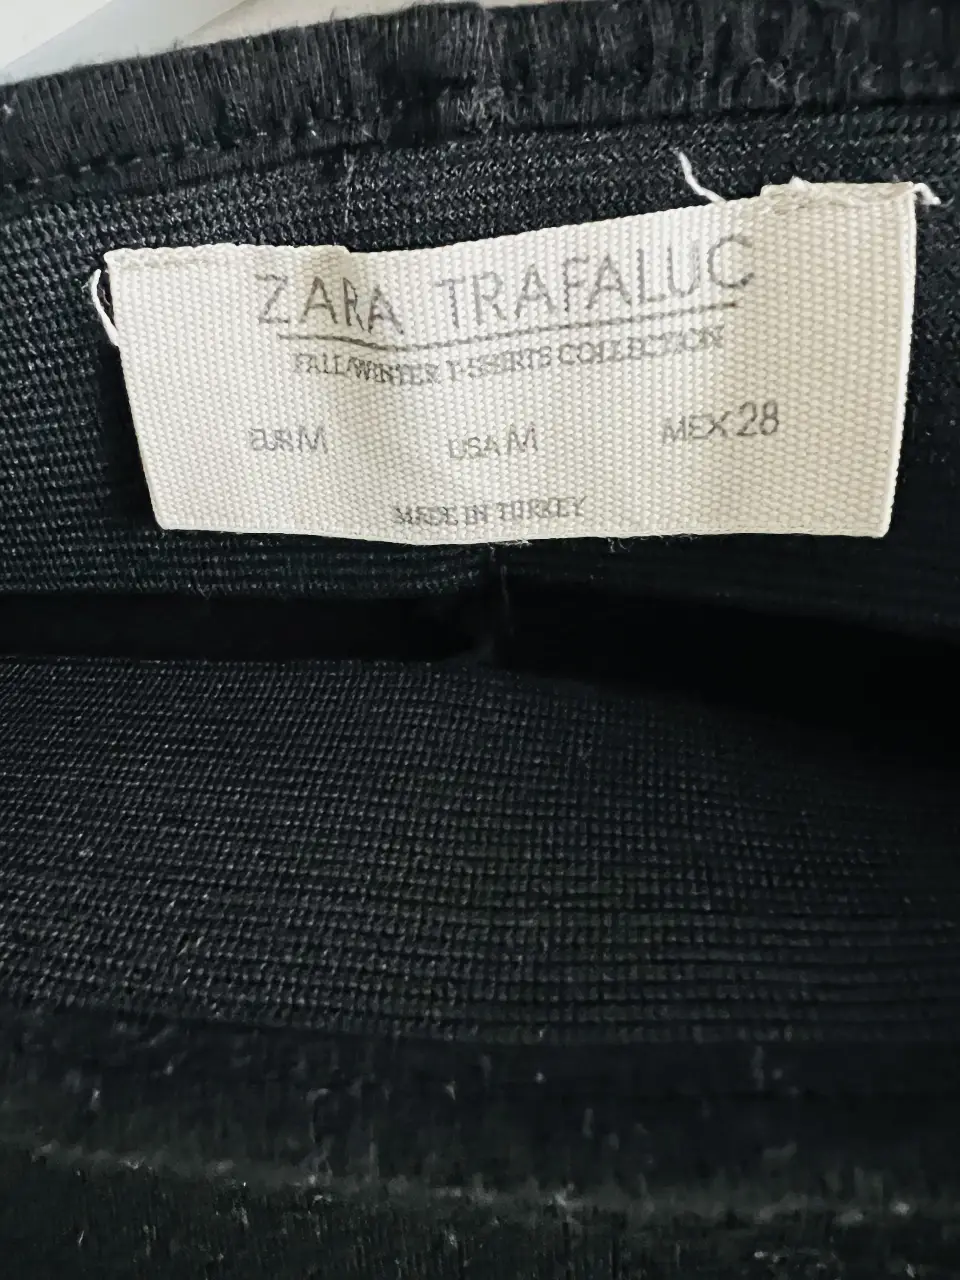 ZARA TRAFALUC
FALL/WINTER T-SHIRTS COLLECTION
EUR M USA M MEX 28
MADE IN TURKEY